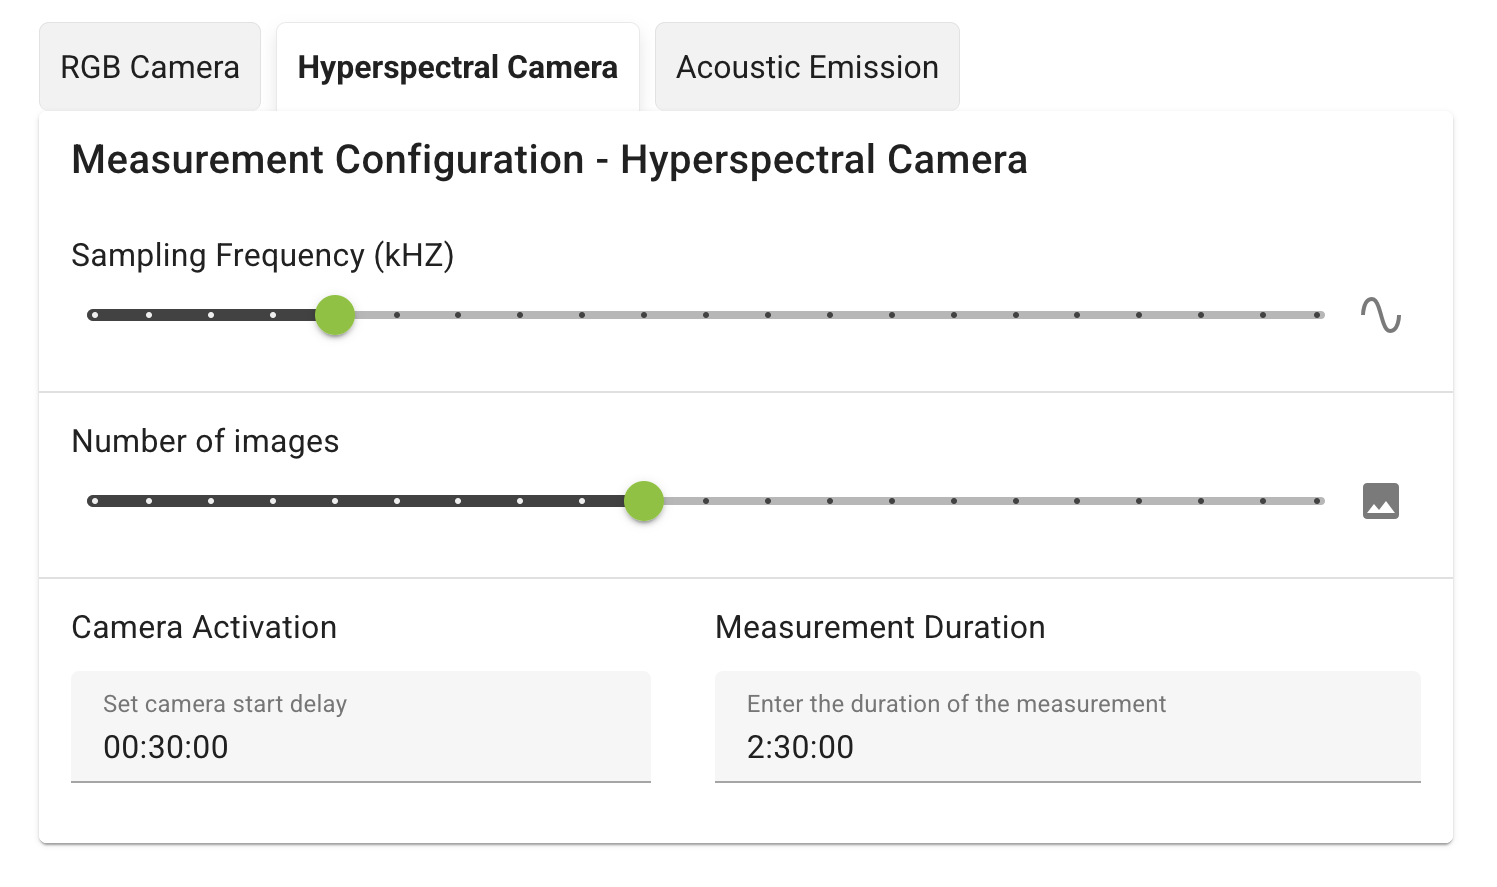 RGB Camera
Hyperspectral Camera
Acoustic Emission
Measurement Configuration - Hyperspectral Camera
Sampling Frequency (kHZ)
Number of images
Camera Activation
Measurement Duration
Set camera start delay
00:30:00
Enter the duration of the measurement
2:30:00